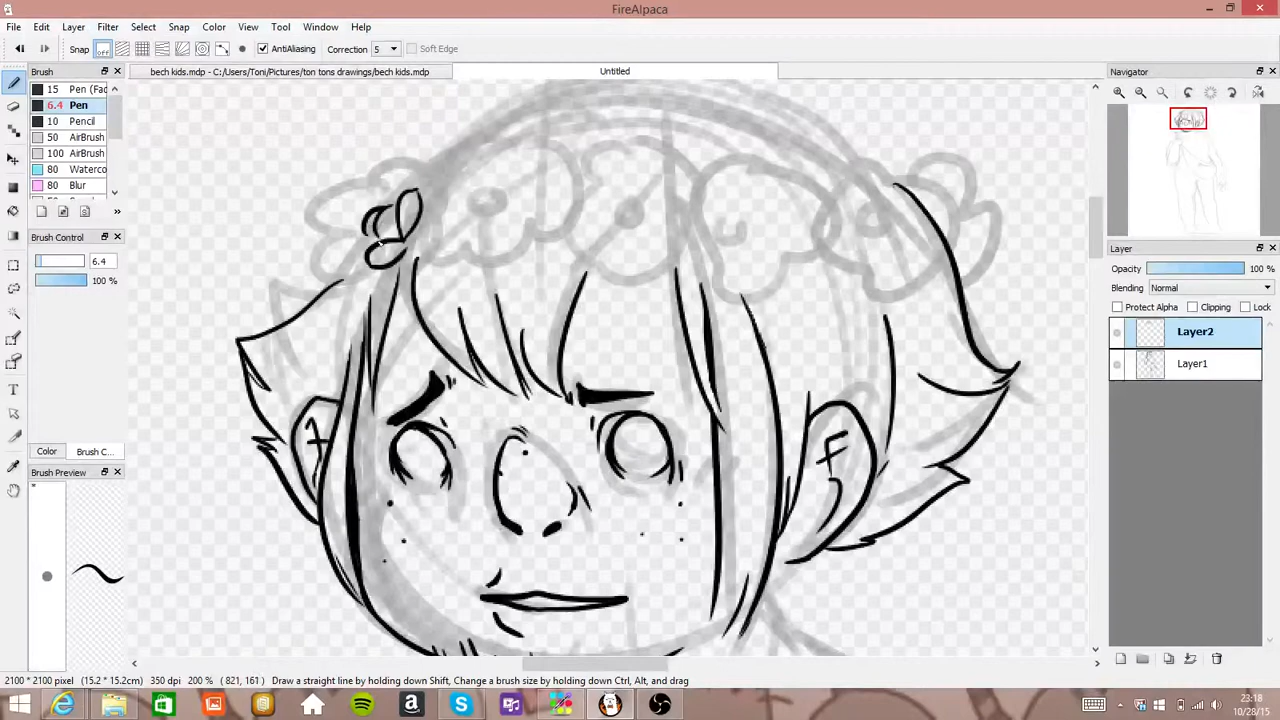 FireAlpaca
File Edit Layer Filter Select Snap Color View Tool Window Help
Snap off AntiAliasing Correction 5 Soft Edge
Brush
bech kids.mdp - C:/Users/Toni/Pictures/ton tons drawings/bech kids.mdp
Untitled
Navigator
15 Pen (Fad
6.4 Pen
10 Pencil
50 AirBrush
100 AirBrush
80 Waterco
80 Blur
Brush Control
6.4
100 %
Layer
Opacity 100 %
Blending Normal
Protect Alpha Clipping Lock
Layer2
Layer1
Color Brush C...
Brush Preview
2100 * 2100 pixel (15.2 * 15.2cm) 350 dpi 200 % ( 821, 161 ) Draw a straight line by holding down Shift, Change a brush size by holding down Ctrl, Alt, and drag)
23:18
10/28/15